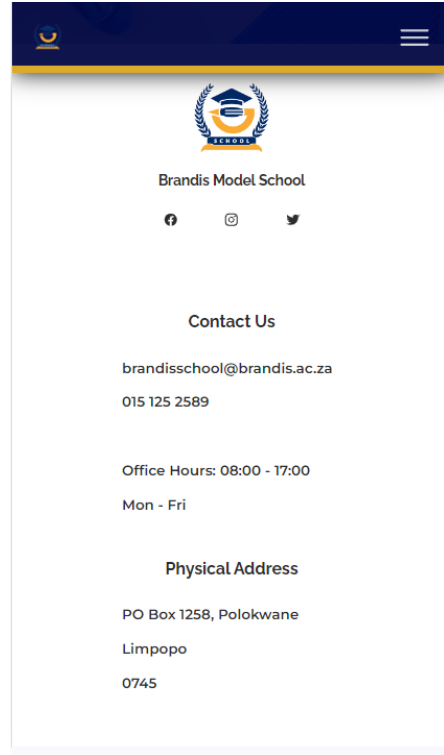 SCHOOL
Brandis Model School
Contact Us
brandisschool@brandis.ac.za
015 125 2589
Office Hours: 08:00 - 17:00
Mon - Fri
Physical Address
PO Box 1258, Polokwane
Limpopo
0745